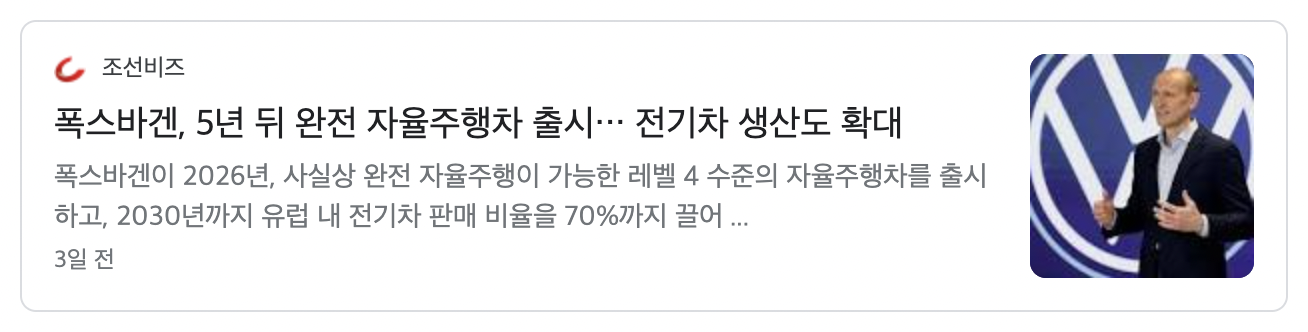 조선비즈
폭스바겐, 5년 뒤 완전 자율주행차 출시… 전기차 생산도 확대
폭스바겐이 2026년, 사실상 완전 자율주행이 가능한 레벨 4 수준의 자율주행차를 출시
하고, 2030년까지 유럽 내 전기차 판매 비율을 70%까지 끌어 ...
3일 전